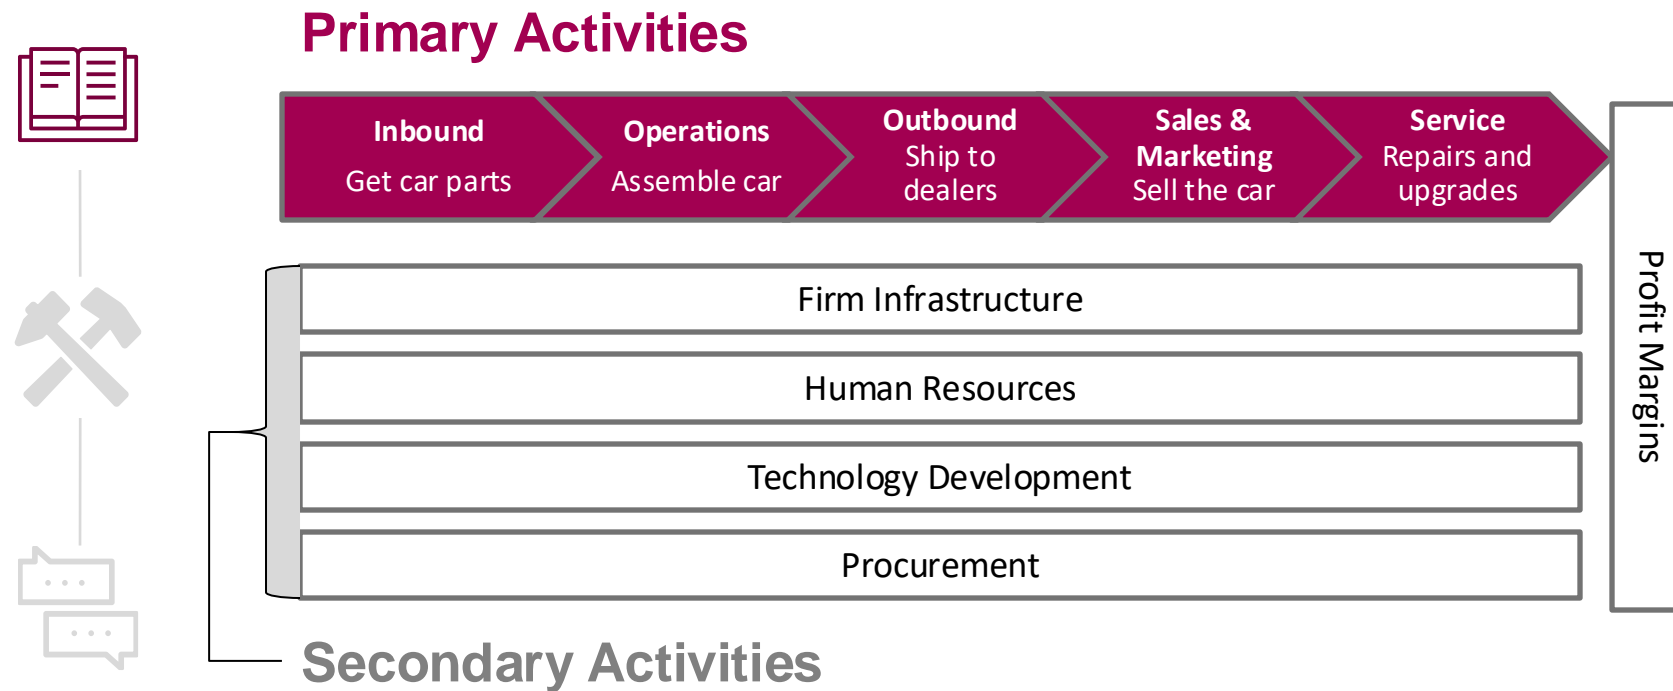 Primary Activities
Inbound
Get car parts
Operations
Assemble car
Outbound
Ship to
dealers
Sales &
Marketing
Sell the car
Service
Repairs and
upgrades
Profit Margins
Firm Infrastructure
Human Resources
Technology Development
Procurement
Secondary Activities